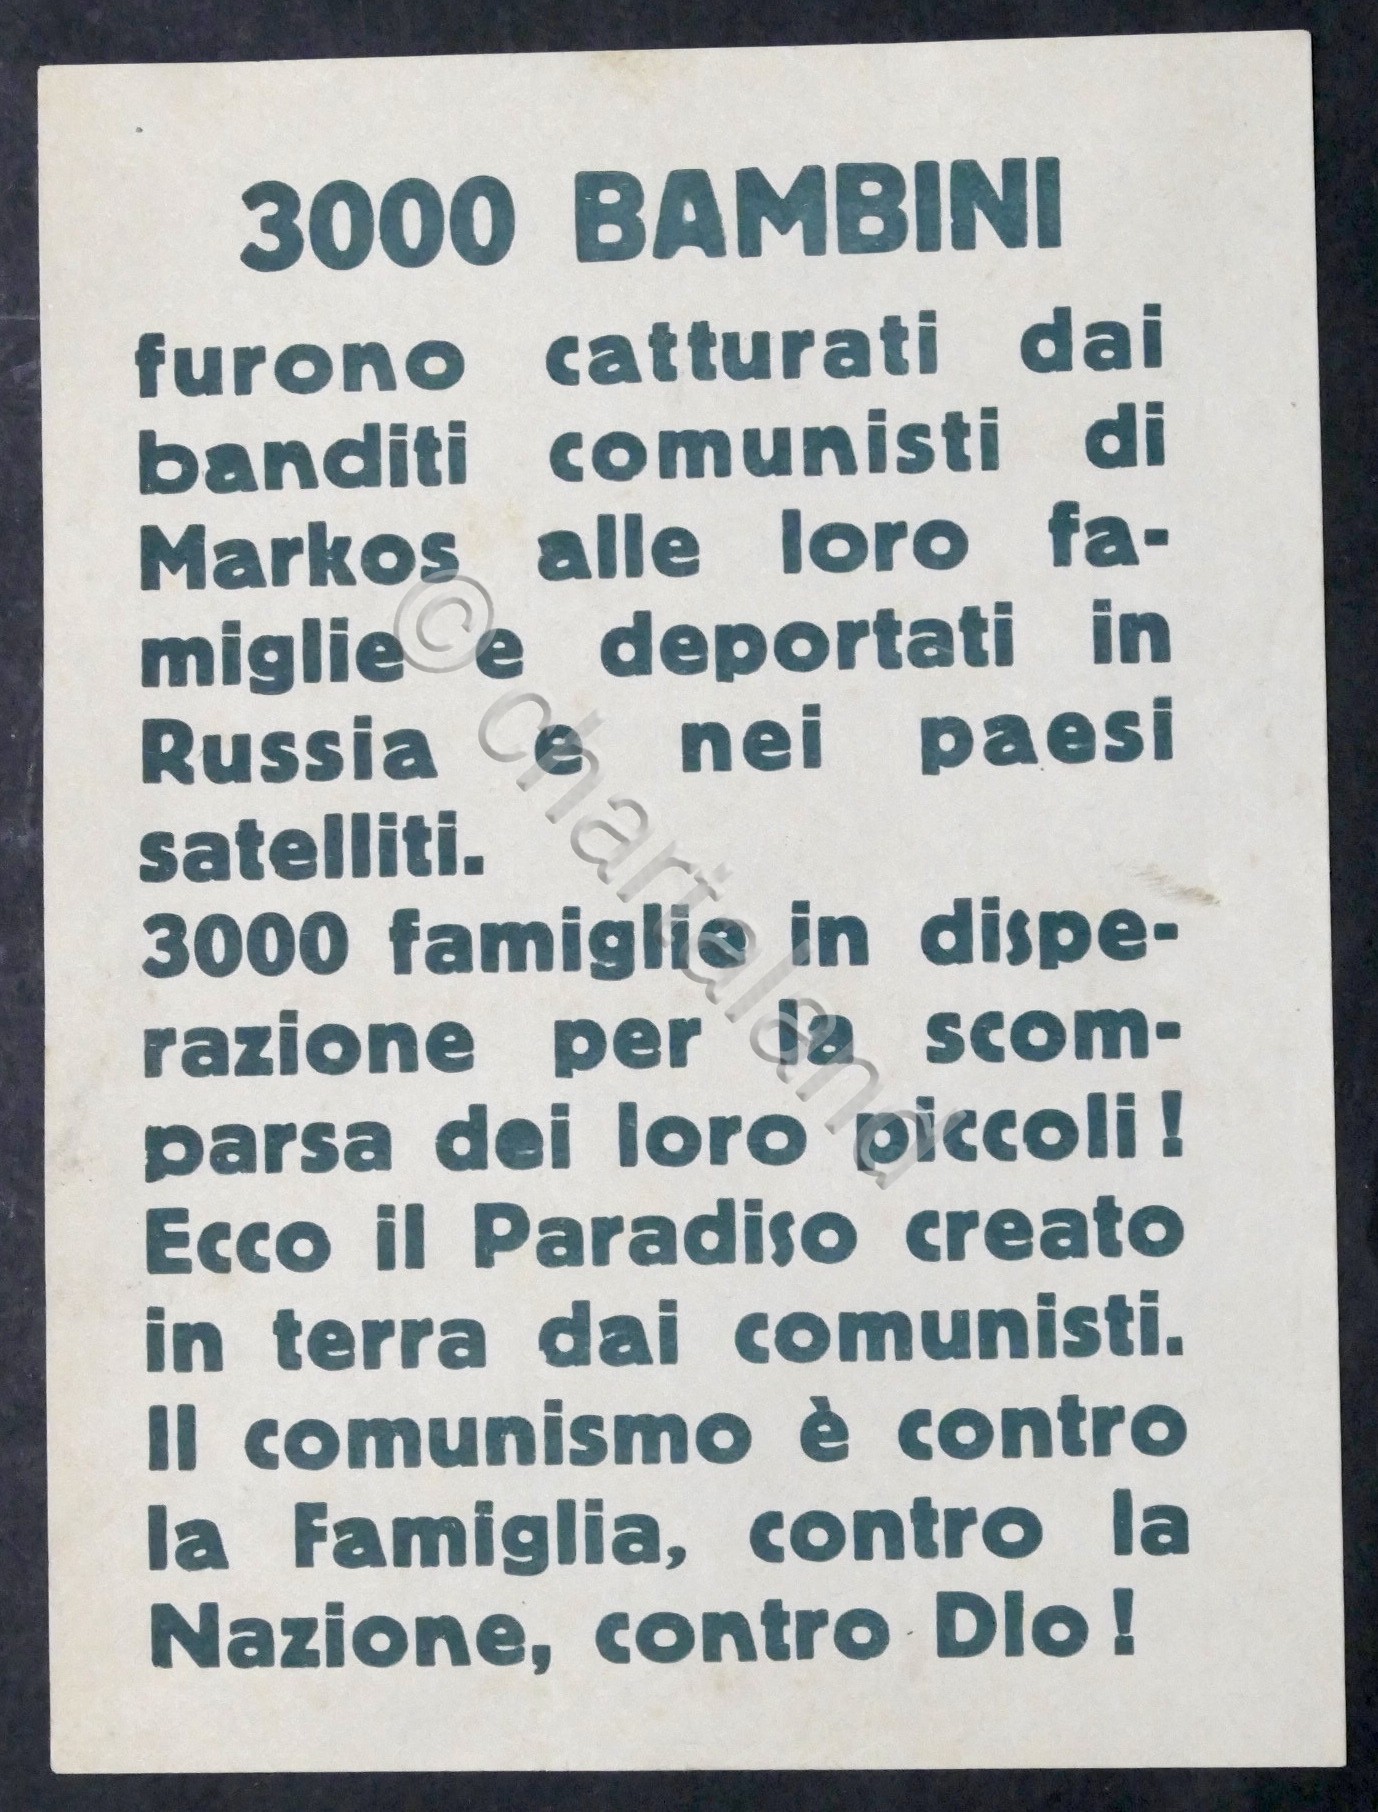 3000 BAMBINI
furono catturati dai
banditi comunisti di
Markos alle loro fa-
miglie e deportati in
Russia e nei paesi
satelliti.
3000 famiglie in dispe-
razione per la scom-
parsa dei loro piccoli!
Ecco il Paradiso creato
in terra dai comunisti.
Il comunismo è contro
la Famiglia, contro la
Nazione, contro DIo!
© chartaland